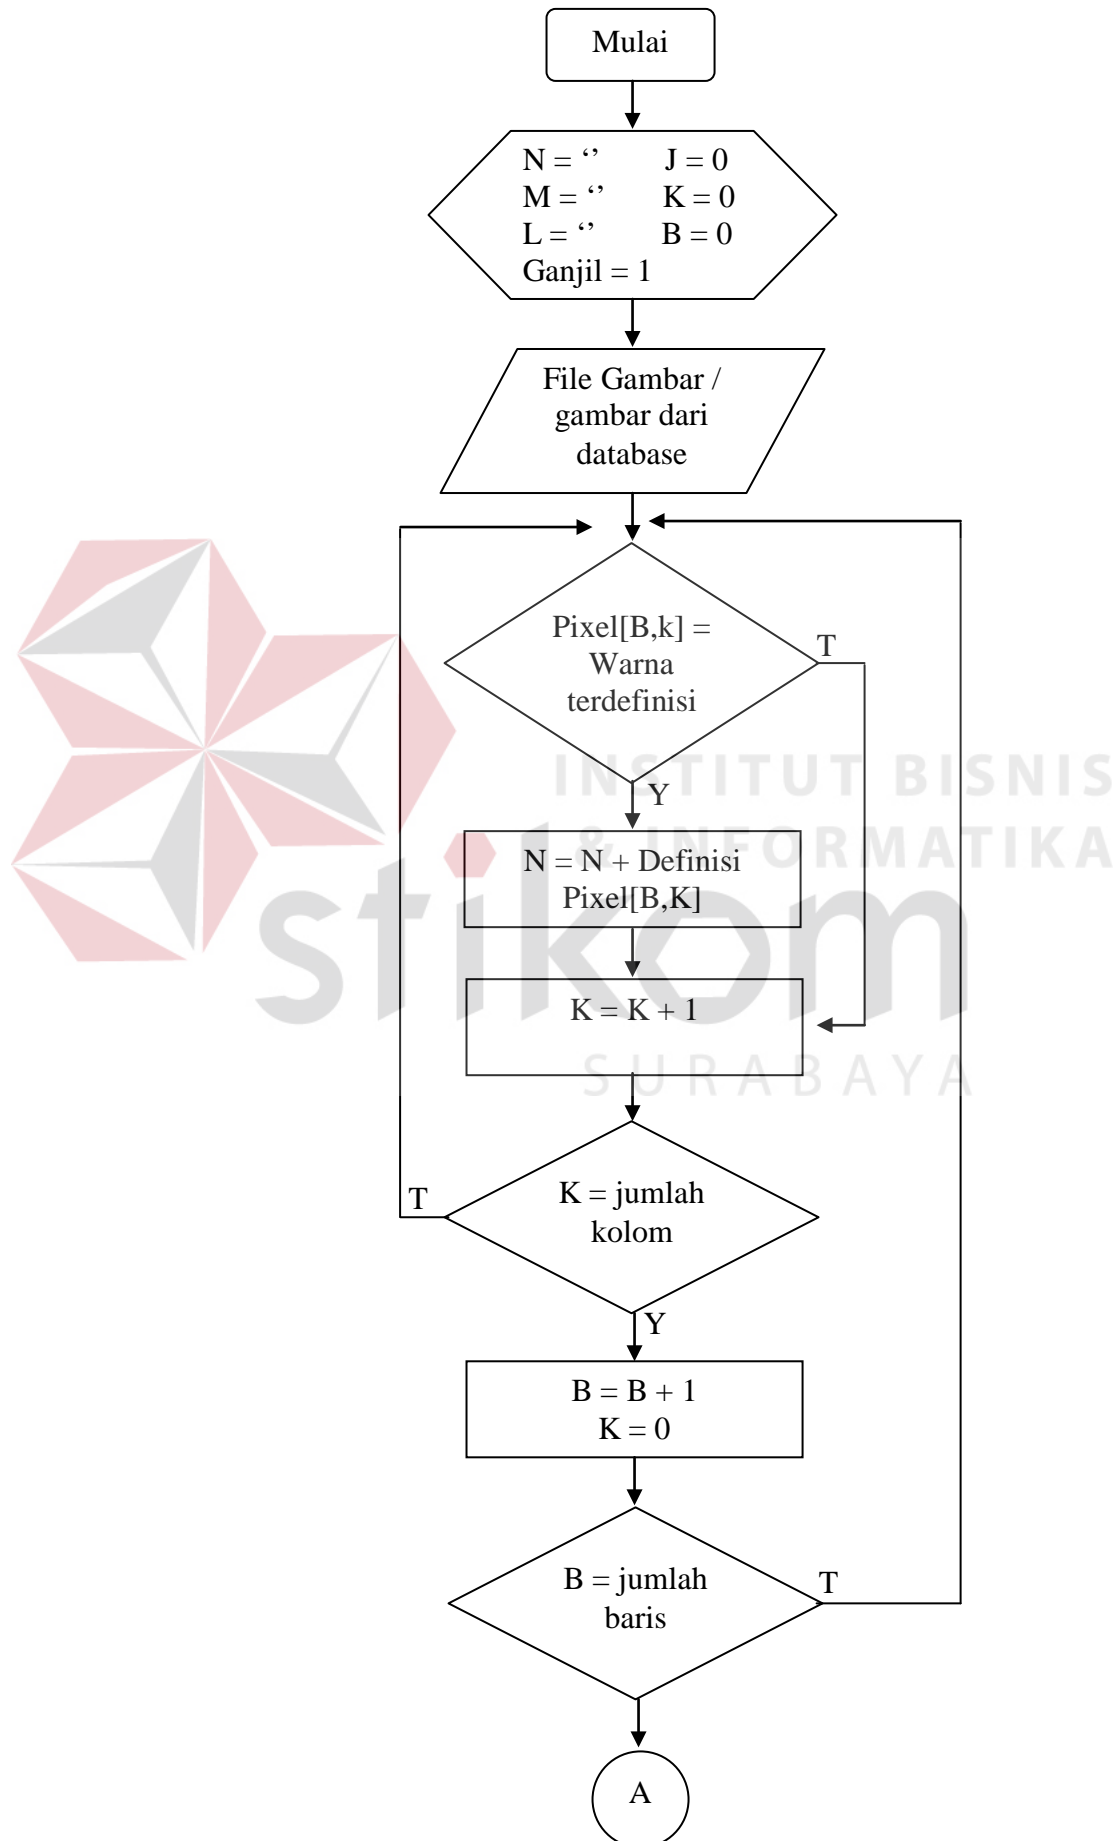 Mulai
N = ‘’ J = 0
M = ‘’ K = 0
L = ‘’ B = 0
Ganjil = 1
File Gambar /
gambar dari
database
Pixel[B,k] =
Warna
terdefinisi
T
Y
INSTITUT BISNIS
& INFORMATIKA
N = N + Definisi
Pixel[B,K]
stikom
K = K + 1
SURABAYA
K = jumlah
kolom
T
Y
B = B + 1
K = 0
B = jumlah
baris
T
A